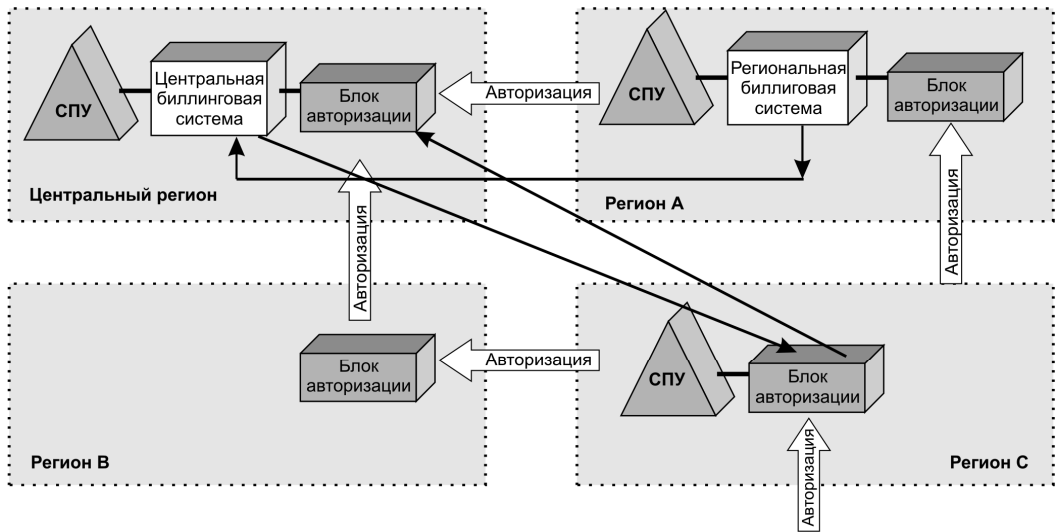 СПУ
Центральная
биллинговая
система
Блок
авторизации
Центральный регион
Авторизация
СПУ
Региональная
биллиговая
система
Блок
авторизации
Регион А
Авторизация
Авторизация
Блок
авторизации
Регион В
Авторизация
СПУ
Блок
авторизации
Регион С
Авторизация